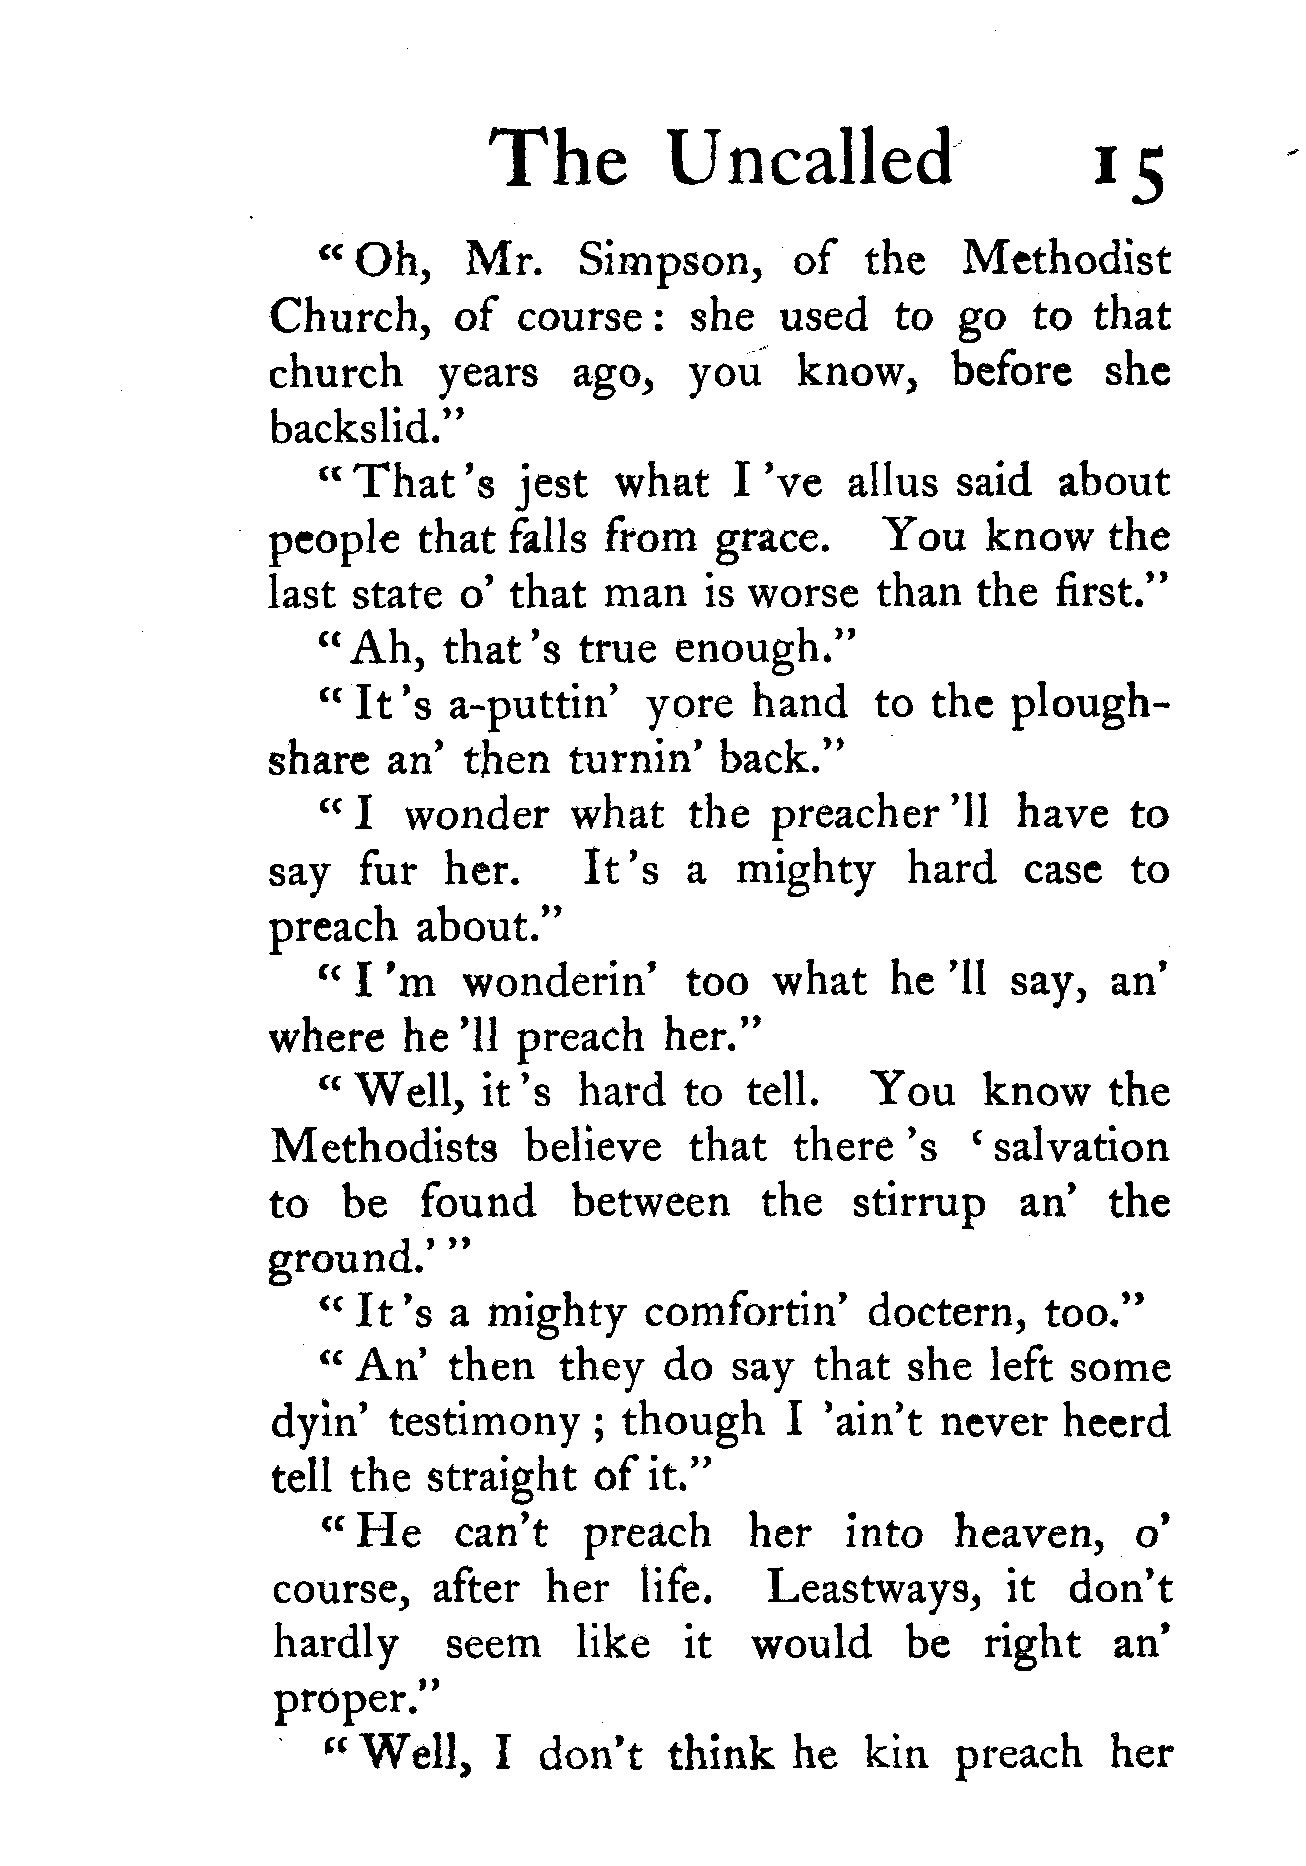 The Uncalled 15
“Oh, Mr. Simpson, of the Methodist
Church, of course: she used to go to that
church years ago, you know, before she
backslid.”
“That 's jest what I 've allus said about
people that falls from grace. You know the
last state o' that man is worse than the first.”
“Ah, that 's true enough.”
“It 's a-puttin' yore hand to the plough-
share an' then turnin' back.”
“I wonder what the preacher 'll have to
say fur her. It 's a mighty hard case to
preach about.”
“I 'm wonderin' too what he 'll say, an'
where he 'll preach her.”
“Well, it 's hard to tell. You know the
Methodists believe that there 's ‘salvation
to be found between the stirrup an' the
ground.’”
“It 's a mighty comfortin' doctern, too.”
“An' then they do say that she left some
dyin' testimony; though I 'ain't never heerd
tell the straight of it.”
“He can't preach her into heaven, o'
course, after her life. Leastways, it don't
hardly seem like it would be right an'
proper.”
“Well, I don't think he kin preach her